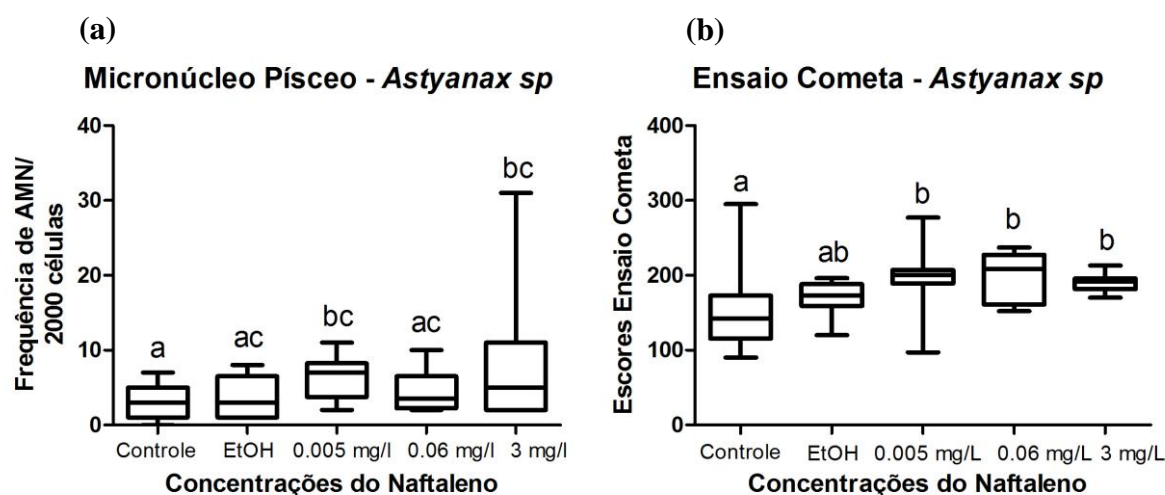 (a)
Micronúcleo Písceo - Astyanax sp
Frequência de AMN/
2000 células
40
30
20
10
0
a
ac
bc
ac
bc
Controle EtOH 0.005 mg/l 0.06 mg/l 3 mg/l
Concentrações do Naftaleno
(b)
Ensaio Cometa - Astyanax sp
Escores Ensaio Cometa
400
300
200
100
0
a
ab
b
b
b
Controle EtOH 0.005 mg/L 0.06 mg/L 3 mg/L
Concentrações do Naftaleno